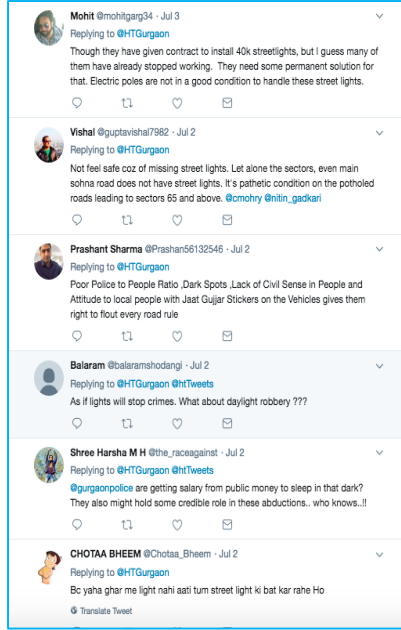 Mohit @mohitgarg34 · Jul 3
Replying to @HTGurgaon
Though they have given contract to install 40k streetlights, but I guess many of
them have already stopped working. They need some permanent solution for
that. Electric poles are not in a good condition to handle these street lights.
Vishal @guptavishal7982 · Jul 2
Replying to @HTGurgaon
Not feel safe coz of missing street lights. Let alone the sectors, even main
sohna road does not have street lights. It's pathetic condition on the potholed
roads leading to sectors 65 and above. @cmohry @nitin_gadkari
Prashant Sharma @Prashan56132546 · Jul 2
Replying to @HTGurgaon
Poor Police to People Ratio ,Dark Spots ,Lack of Civil Sense in People and
Attitude to local people with Jaat Gujjar Stickers on the Vehicles gives them
right to flout every road rule
Balaram @balaramshodangi · Jul 2
Replying to @HTGurgaon @htTweets
As if lights will stop crimes. What about daylight robbery ???
Shree Harsha M H @the_raceagainst · Jul 2
Replying to @HTGurgaon @htTweets
@gurgaonpolice are getting salary from public money to sleep in that dark?
They also might hold some credible role in these abductions.. who knows..!!
CHOTAA BHEEM @Chotaa_Bheem · Jul 2
Replying to @HTGurgaon
Bc yaha ghar me light nahi aati tum street light ki bat kar rahe Ho
Translate Tweet